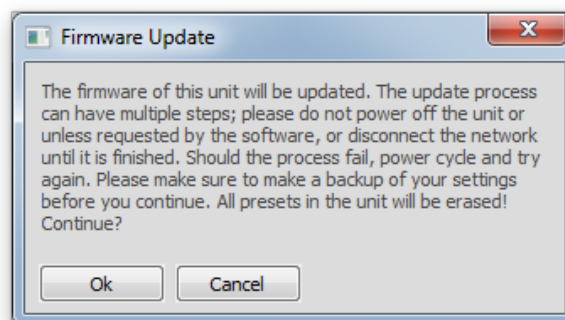 Firmware Update
The firmware of this unit will be updated. The update process
can have multiple steps; please do not power off the unit or
unless requested by the software, or disconnect the network
until it is finished. Should the process fail, power cycle and try
again. Please make sure to make a backup of your settings
before you continue. All presets in the unit will be erased!
Continue?
Ok
Cancel